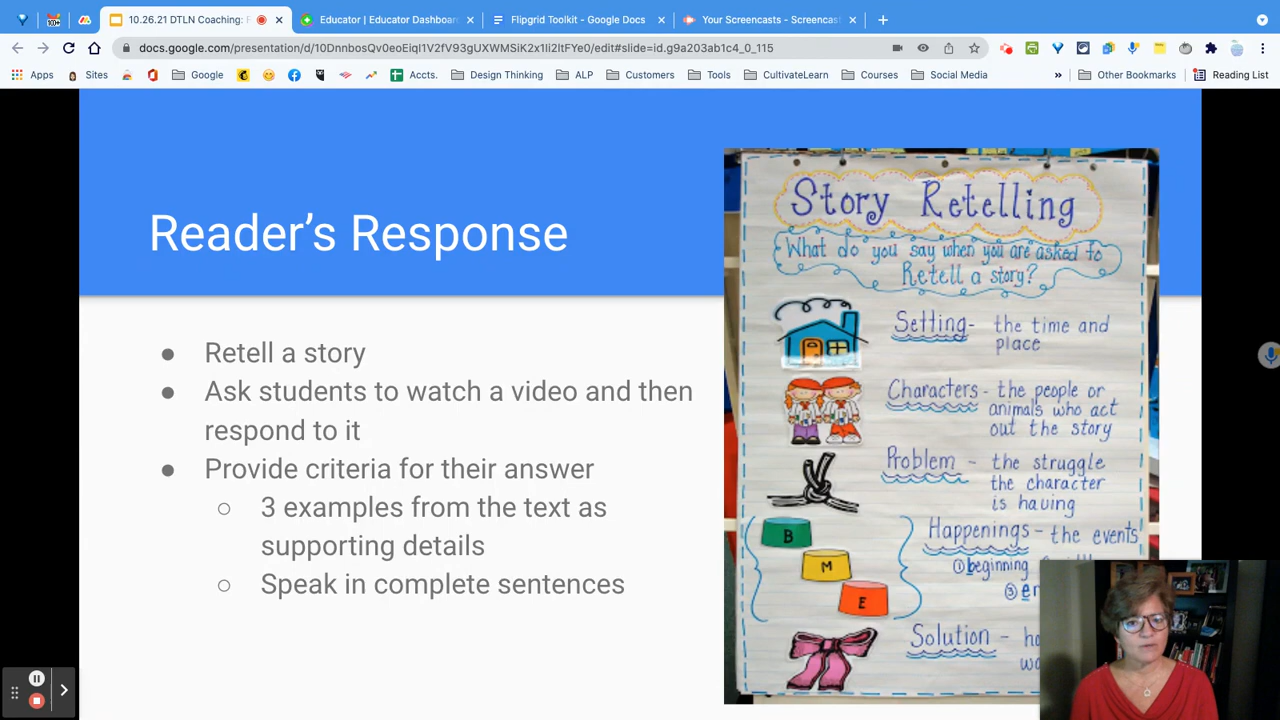 10.26.21 DTLN Coaching: F
Educator | Educator Dashboar
Flipgrid Toolkit - Google Docs
Your Screencasts - Screencast
docs.google.com/presentation/d/10DnnbosQv0eoEiqI1V2fV93gUXWMSiK2x1Ii2ItFYe0/edit#slide=id.g9a203ab1c4_0_115
Apps Sites Google Accts. Design Thinking ALP Customers Tools CultivateLearn Courses Social Media » Other Bookmarks Reading List
Reader's Response
● Retell a story
● Ask students to watch a video and then
respond to it
● Provide criteria for their answer
○ 3 examples from the text as
supporting details
○ Speak in complete sentences
Story Retelling
What do you say when you are asked to
Retell a story?
Setting- the time and
place
Characters - the people or
animals who act
out the story
Problem - the struggle
the character
is having
B
M
E
Happenings - the events
① beginning
③ e
Solution -